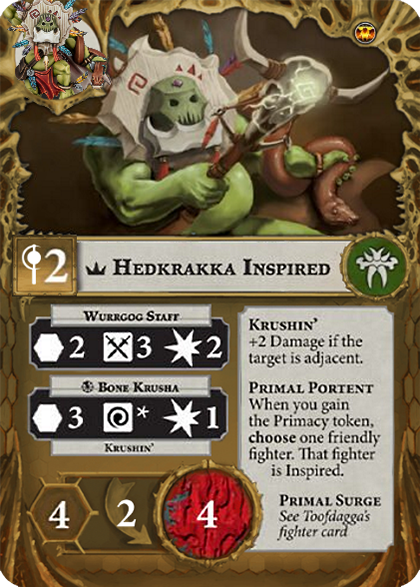 2
Hedkrakka Inspired
Wurrgog Staff
2 3 2
Bone Krusha
3 * 1
Krushin'
Krushin'
+2 Damage if the
target is adjacent.
Primal Portent
When you gain
the Primacy token,
choose one friendly
fighter. That fighter
is Inspired.
Primal Surge
See Toofdagga's
fighter card
4 2 4